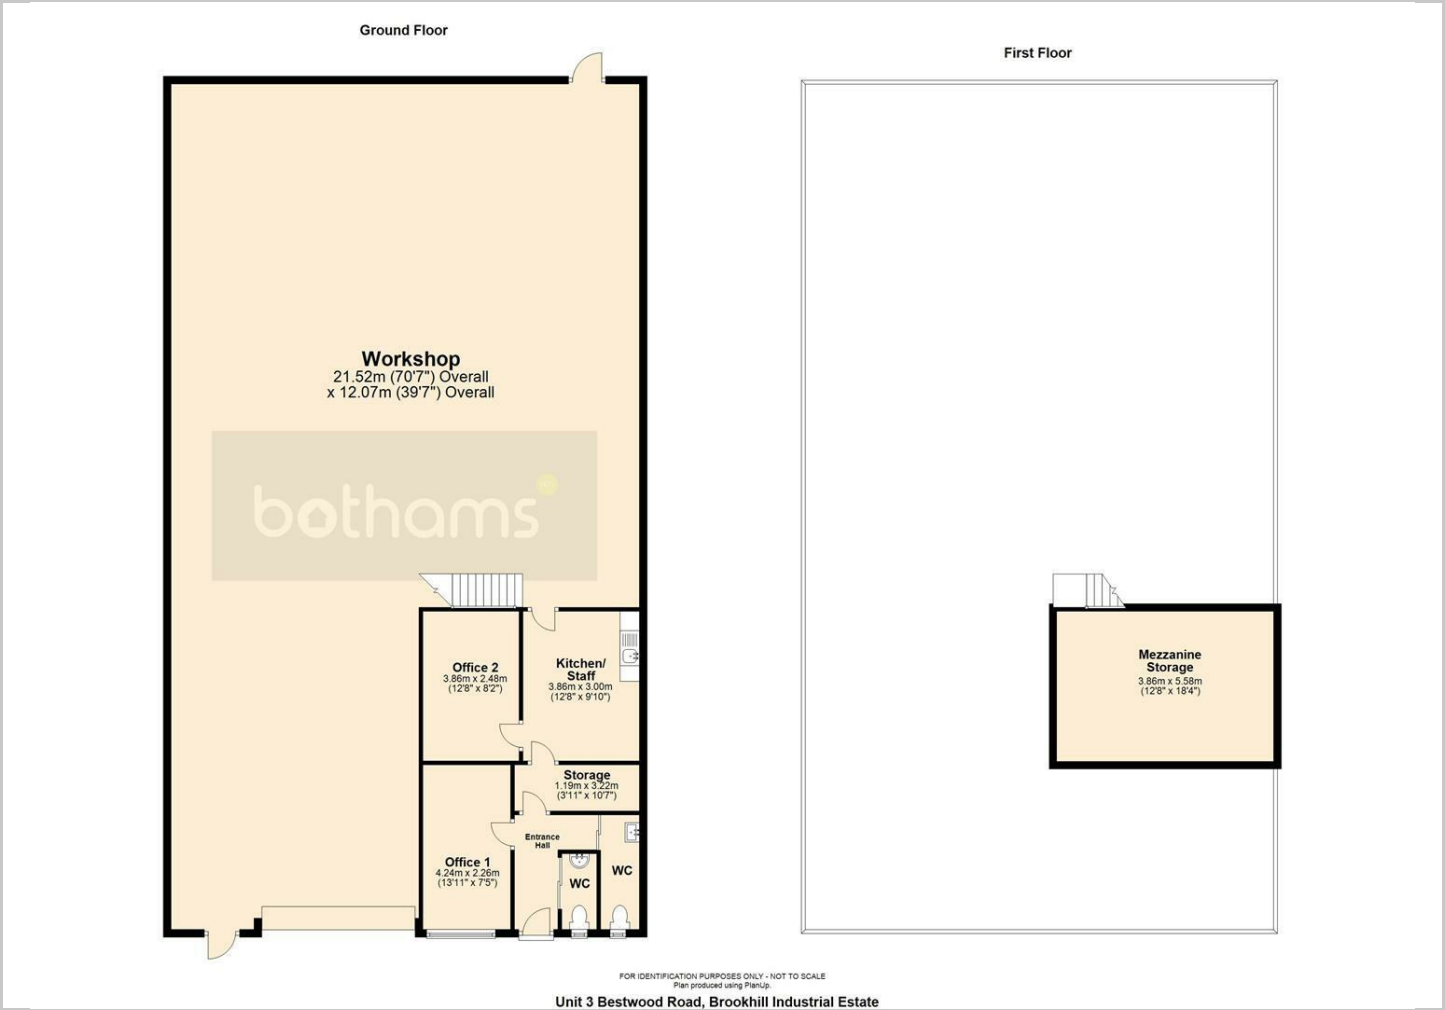 Ground Floor
First Floor
Workshop
21.52m (70'7") Overall
x 12.07m (39'7") Overall
bothams
Office 2
3.86m x 2.48m
(12'8" x 8'2")
Kitchen/
Staff
3.86m x 3.00m
(12'8" x 9'10")
Mezzanine
Storage
3.86m x 5.58m
(12'8" x 18'4")
Storage
1.19m x 3.22m
(3'11" x 10'7")
Entrance
Hall
Office 1
4.24m x 2.26m
(13'11" x 7'5")
WC
WC
FOR IDENTIFICATION PURPOSES ONLY - NOT TO SCALE
Plan produced using PlanUp.
Unit 3 Bestwood Road, Brookhill Industrial Estate